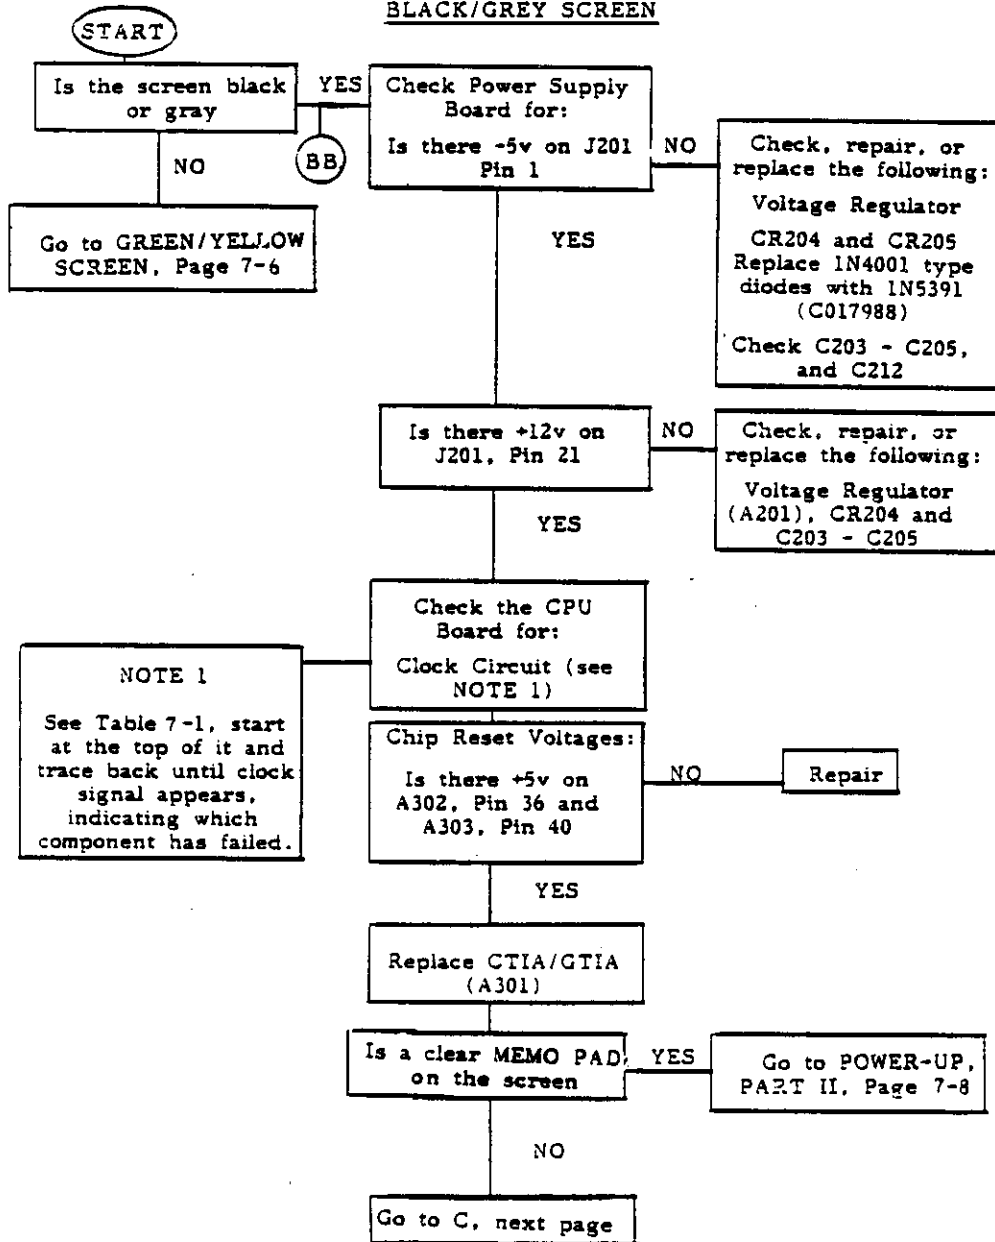 BLACK/GREY SCREEN
START
Is the screen black
or gray
YES
BB
NO
Go to GREEN/YELLOW
SCREEN, Page 7-6
Check Power Supply
Board for:
Is there +5v on J201
Pin 1
NO
Check, repair, or
replace the following:
Voltage Regulator
CR204 and CR205
Replace 1N4001 type
diodes with 1N5391
(C017988)
Check C203 - C205,
and C212
YES
Is there +12v on
J201, Pin 21
NO
Check, repair, or
replace the following:
Voltage Regulator
(A201), CR204 and
C203 - C205
YES
Check the CPU
Board for:
Clock Circuit (see
NOTE 1)
NOTE 1
See Table 7-1, start
at the top of it and
trace back until clock
signal appears,
indicating which
component has failed.
Chip Reset Voltages:
Is there +5v on
A302, Pin 36 and
A303, Pin 40
NO
Repair
YES
Replace CTIA/GTIA
(A301)
Is a clear MEMO PAD
on the screen
YES
Go to POWER-UP,
PART II, Page 7-8
NO
Go to C, next page